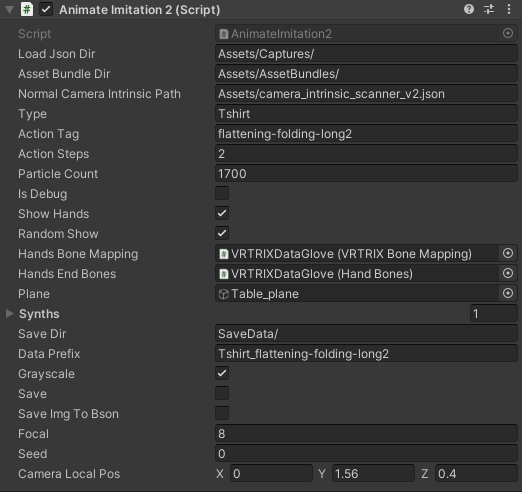 Animate Imitation 2 (Script)
Script AnimateImitation2
Load Json Dir Assets/Captures/
Asset Bundle Dir Assets/AssetBundles/
Normal Camera Intrinsic Path Assets/camera_intrinsic_scanner_v2.json
Type Tshirt
Action Tag flattening-folding-long2
Action Steps 2
Particle Count 1700
Is Debug
Show Hands
Random Show
Hands Bone Mapping VRTRIXDataGlove (VRTRIX Bone Mapping)
Hands End Bones VRTRIXDataGlove (Hand Bones)
Plane Table_plane
Synths 1
Save Dir SaveData/
Data Prefix Tshirt_flattening-folding-long2
Grayscale
Save
Save Img To Bson
Focal 8
Seed 0
Camera Local Pos X 0 Y 1.56 Z 0.4